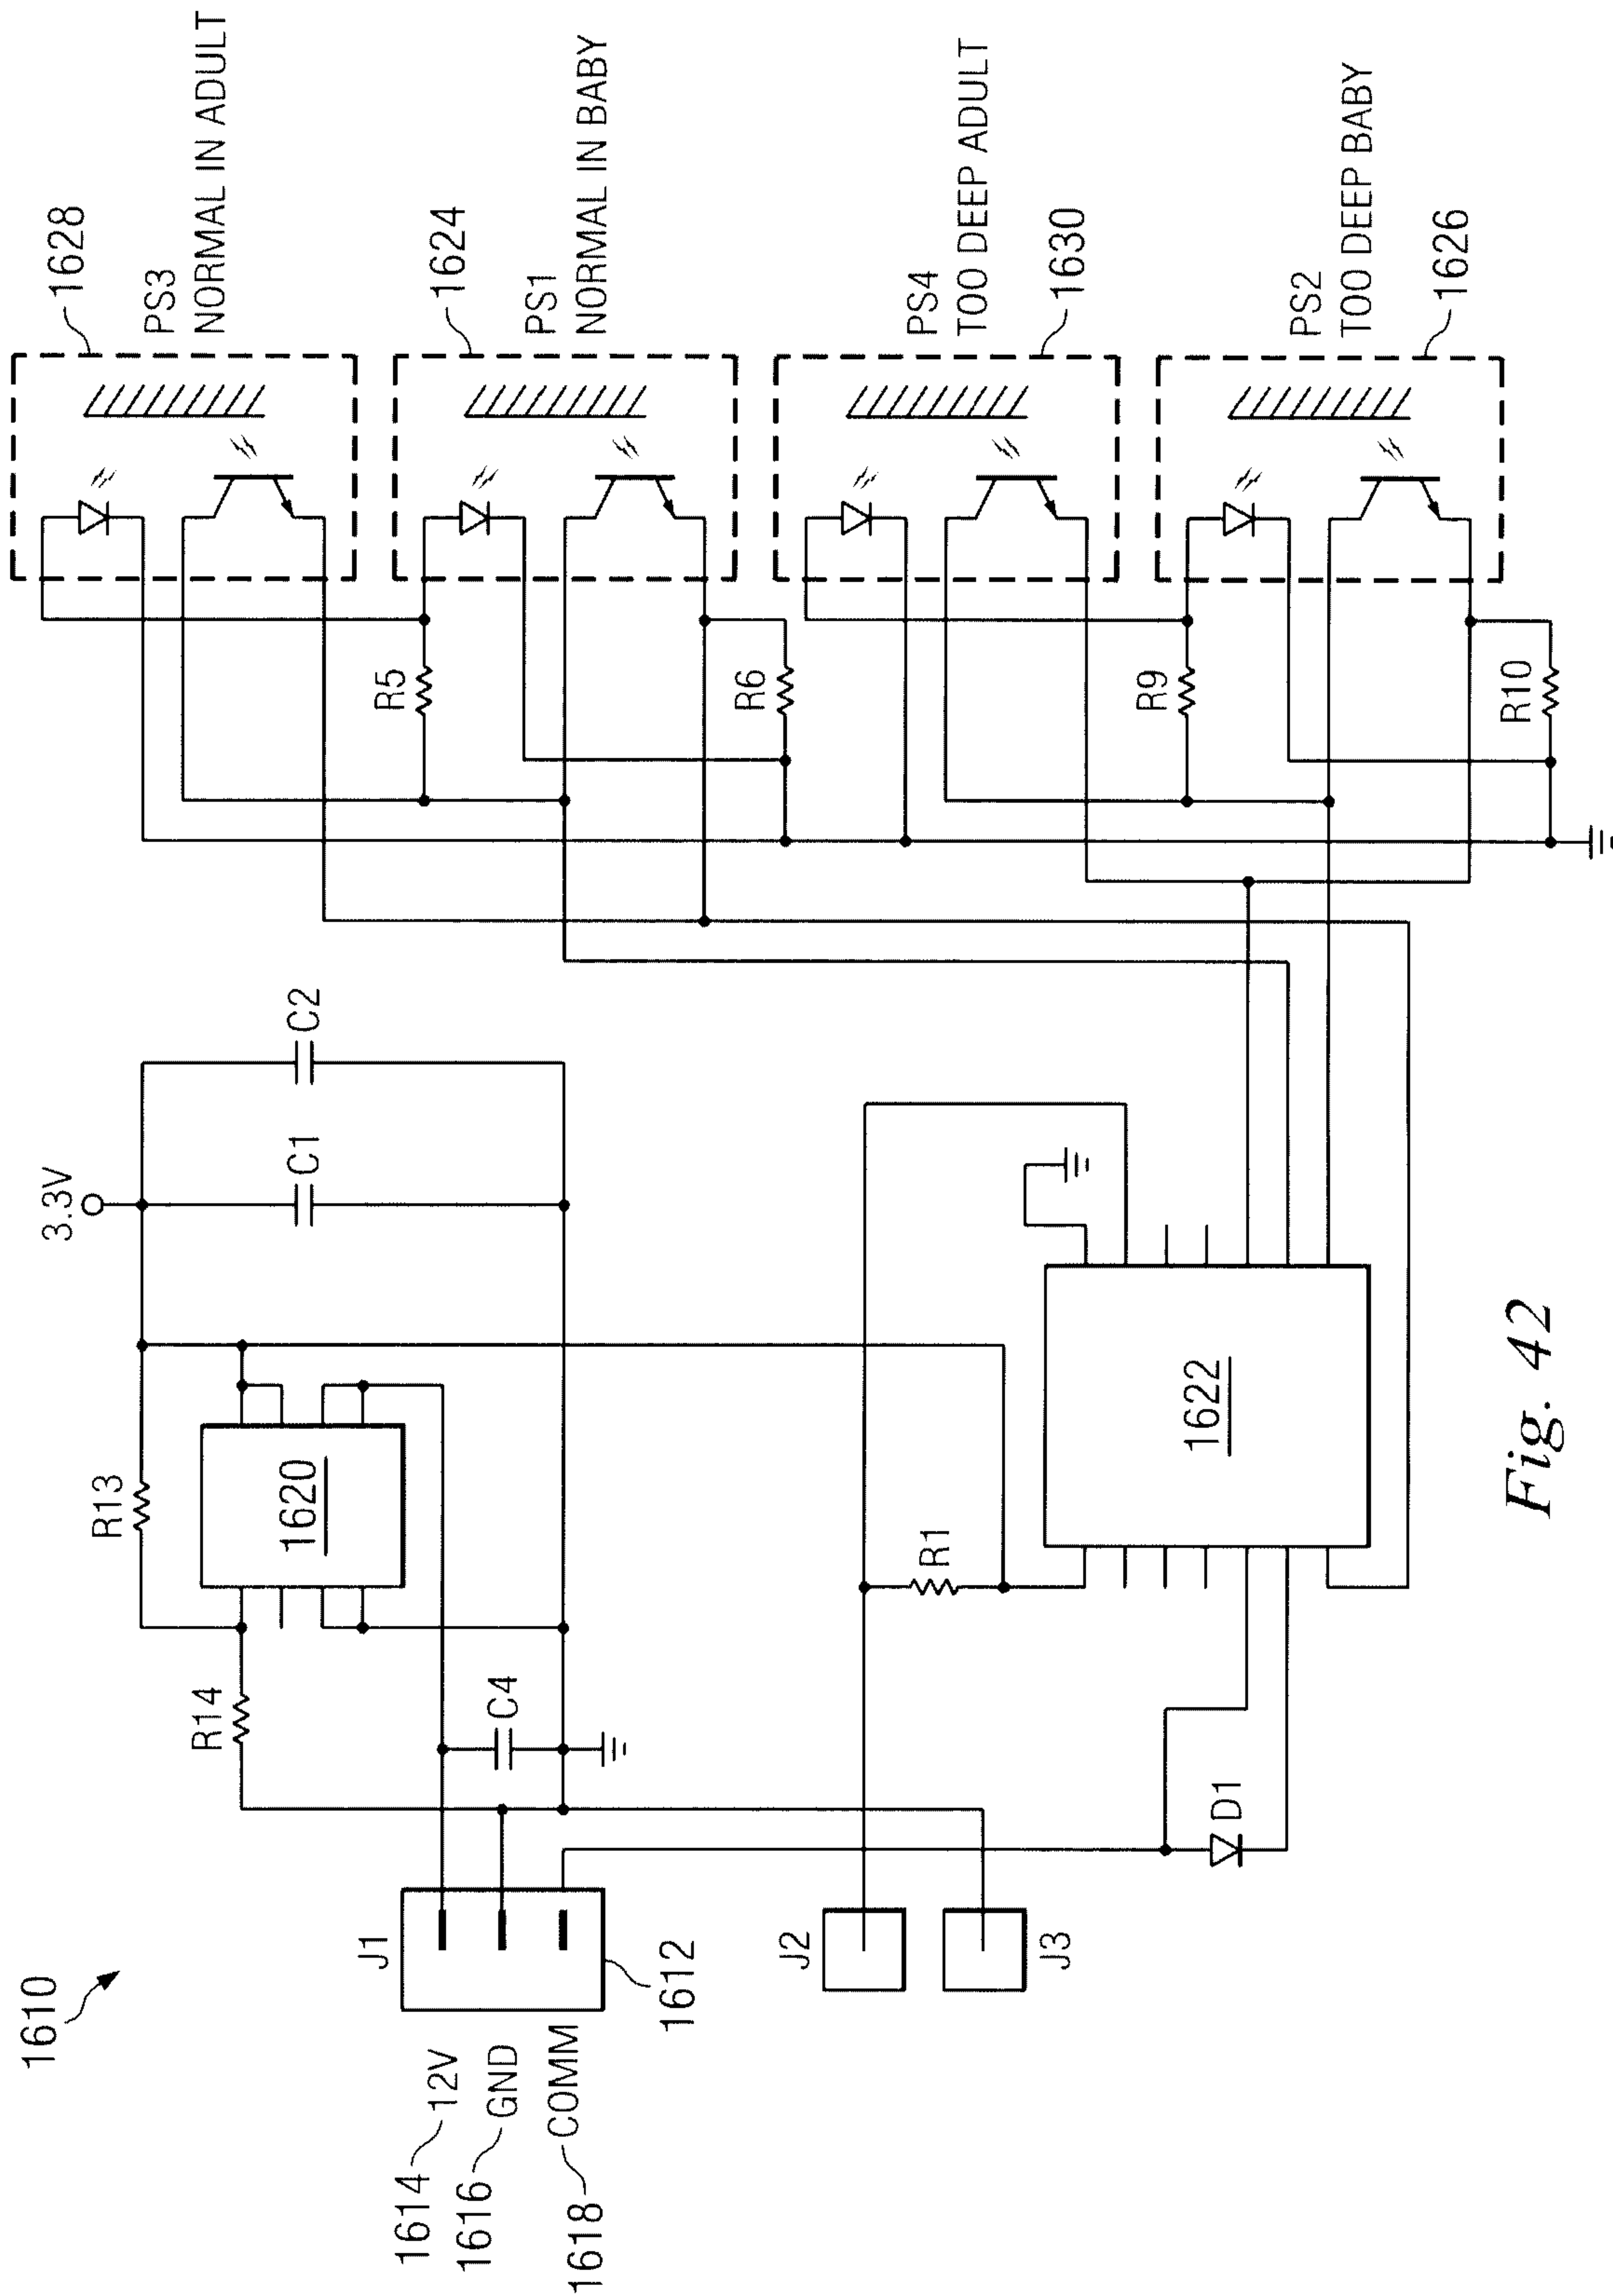 1610
1614
12V
1616
GND
1618
COMM
J1
1612
J2
J3
R14
C4
R13
1620
3.3V
C1
C2
R1
D1
1622
R5
R6
R9
R10
1628
PS3
NORMAL IN ADULT
1624
PS1
NORMAL IN BABY
PS4
TOO DEEP ADULT
1630
PS2
TOO DEEP BABY
1626
Fig. 42